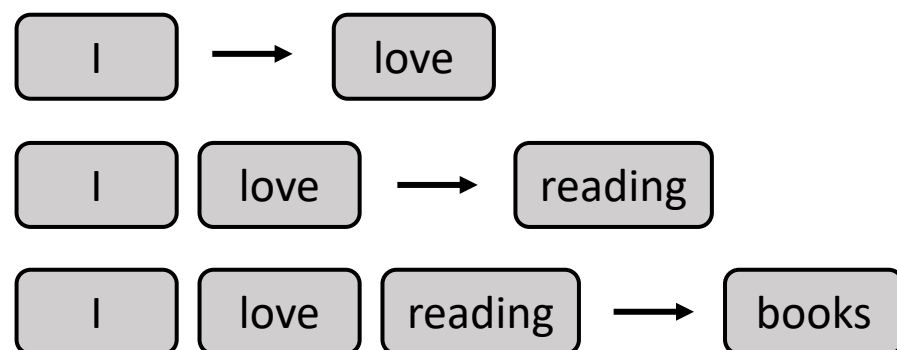 I → love
I love → reading
I love reading → books